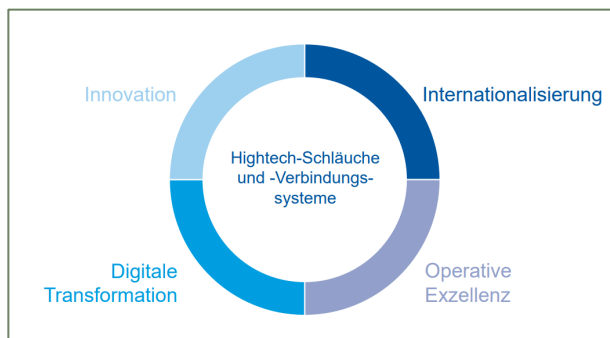 Innovation
Internationalisierung
Hightech-Schläuche
und -Verbindungs-
systeme
Digitale
Transformation
Operative
Exzellenz